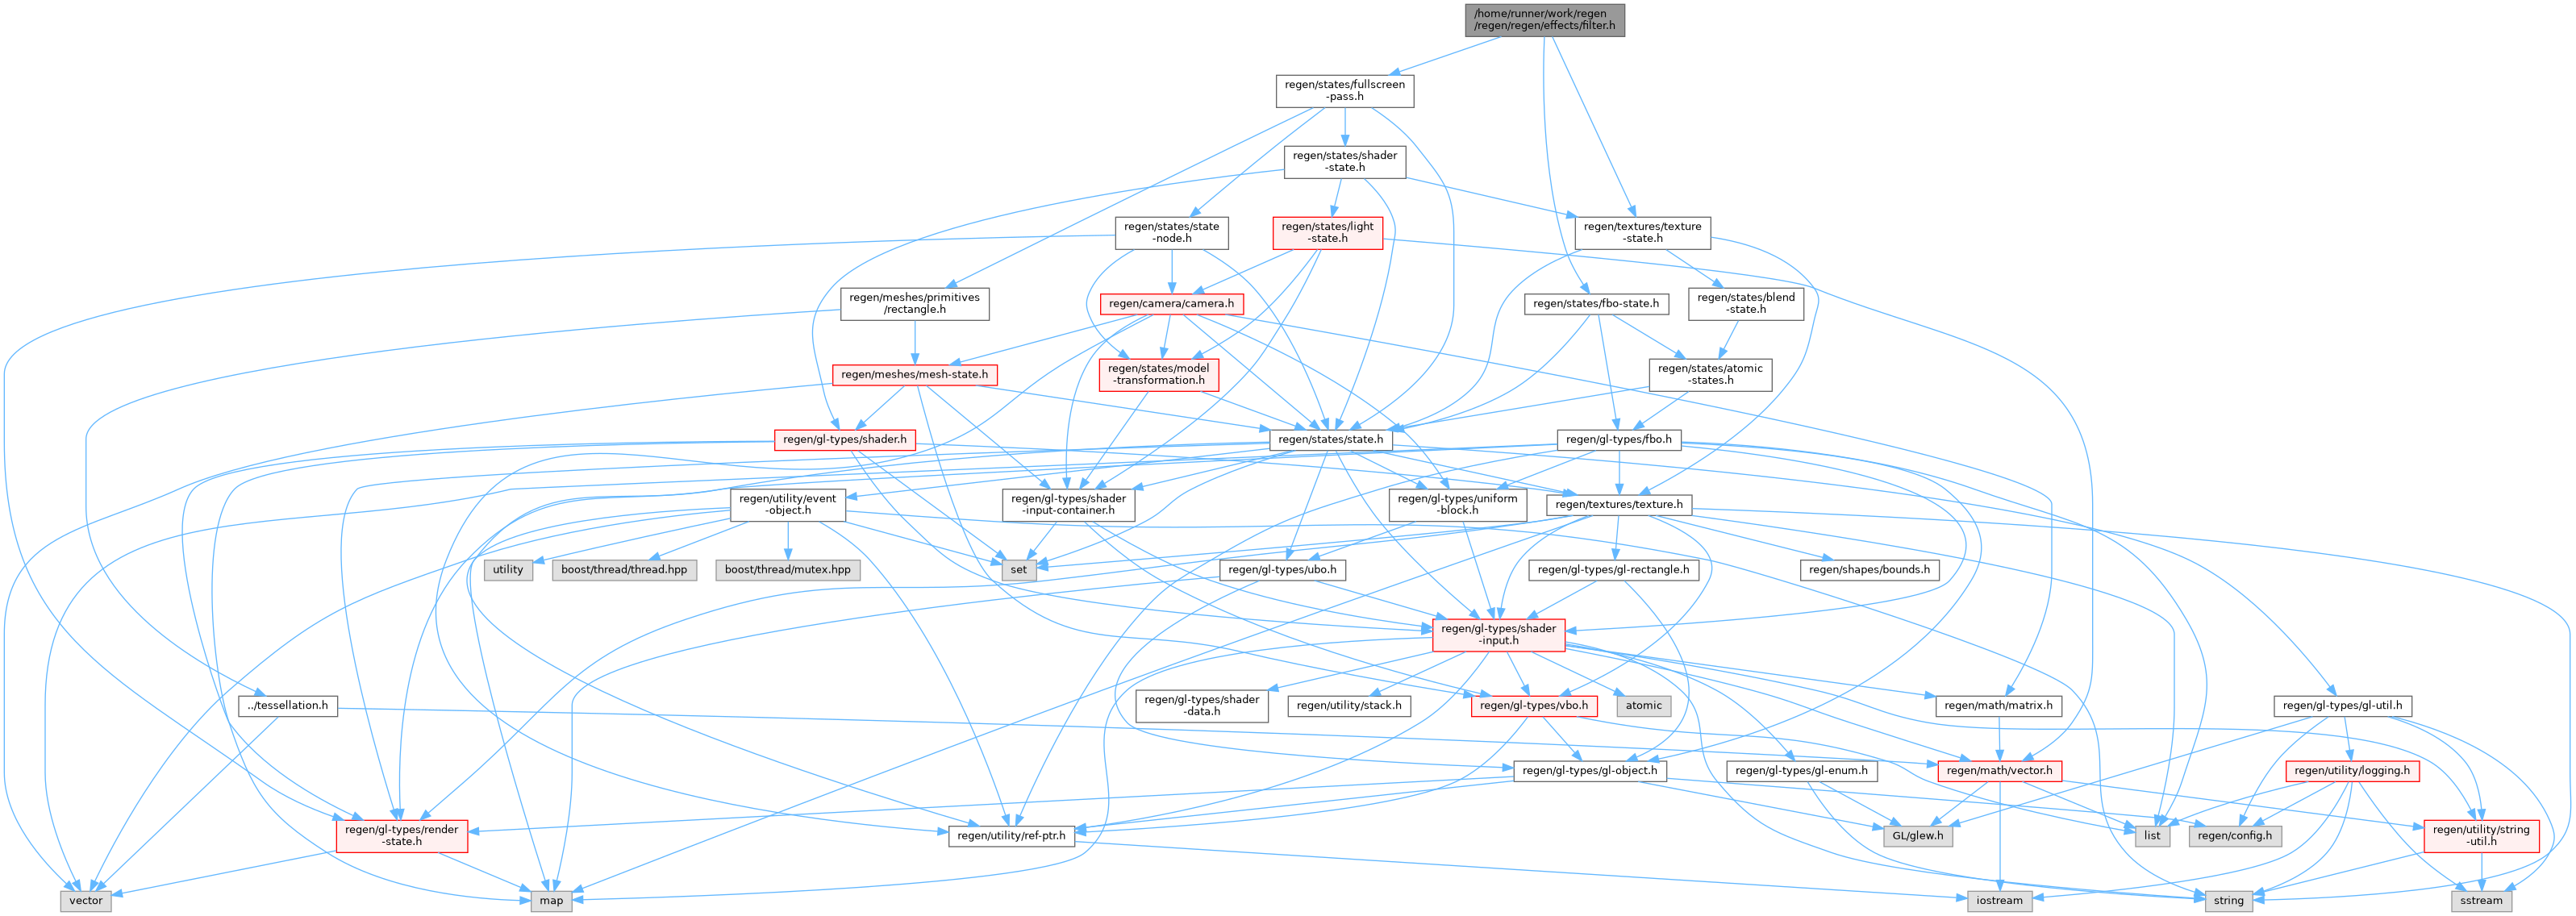 /home/runner/work/regen
/regen/regen/effects/filter.h
regen/states/fullscreen
-pass.h
regen/states/shader
-state.h
regen/states/state
-node.h
regen/states/light
-state.h
regen/textures/texture
-state.h
regen/meshes/primitives
/rectangle.h
regen/camera/camera.h
regen/states/fbo-state.h
regen/states/blend
-state.h
regen/meshes/mesh-state.h
regen/states/model
-transformation.h
regen/states/atomic
-states.h
regen/gl-types/shader.h
regen/states/state.h
regen/gl-types/fbo.h
regen/utility/event
-object.h
regen/gl-types/shader
-input-container.h
regen/gl-types/uniform
-block.h
regen/textures/texture.h
utility
boost/thread/thread.hpp
boost/thread/mutex.hpp
set
regen/gl-types/ubo.h
regen/gl-types/gl-rectangle.h
regen/shapes/bounds.h
regen/gl-types/shader
-input.h
../tessellation.h
regen/gl-types/shader
-data.h
regen/utility/stack.h
regen/gl-types/vbo.h
atomic
regen/math/matrix.h
regen/gl-types/gl-util.h
regen/gl-types/gl-object.h
regen/gl-types/gl-enum.h
regen/math/vector.h
regen/utility/logging.h
regen/gl-types/render
-state.h
regen/utility/ref-ptr.h
GL/glew.h
list
regen/config.h
regen/utility/string
-util.h
vector
map
iostream
string
sstream